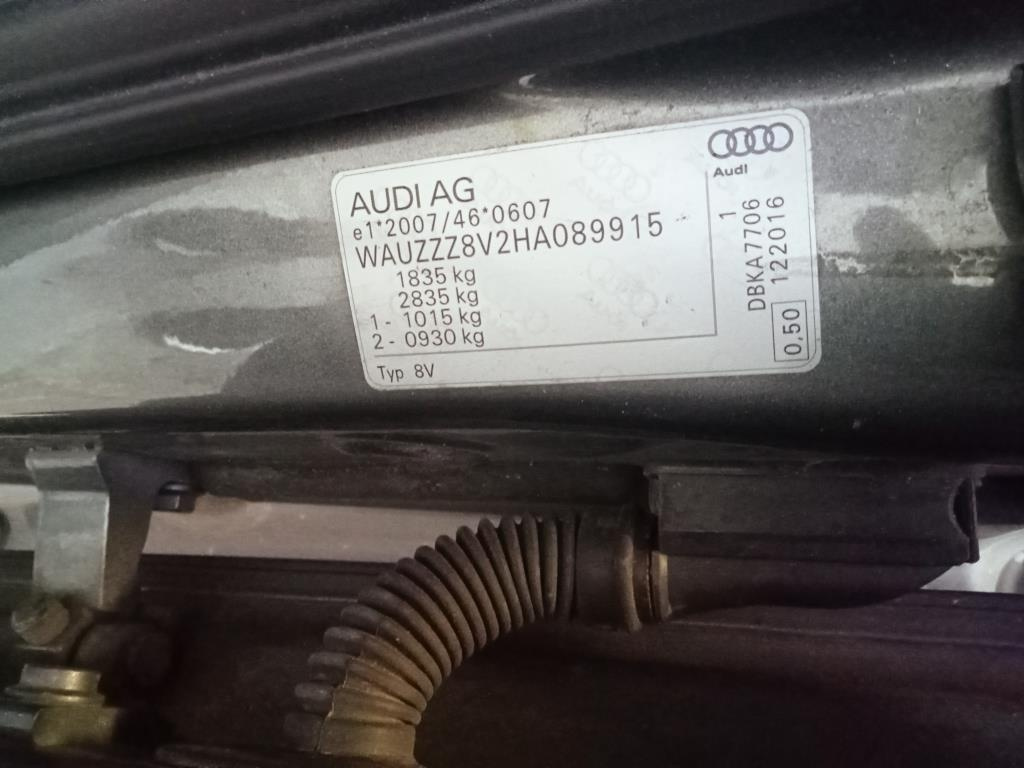 AUDI AG
e1*2007/46*0607
WAUZZZ8V2HA089915
1835 kg
2835 kg
1 - 1015 kg
2 - 0930 kg
Typ 8V
Audi
1
DBKA7706
122016
0,50